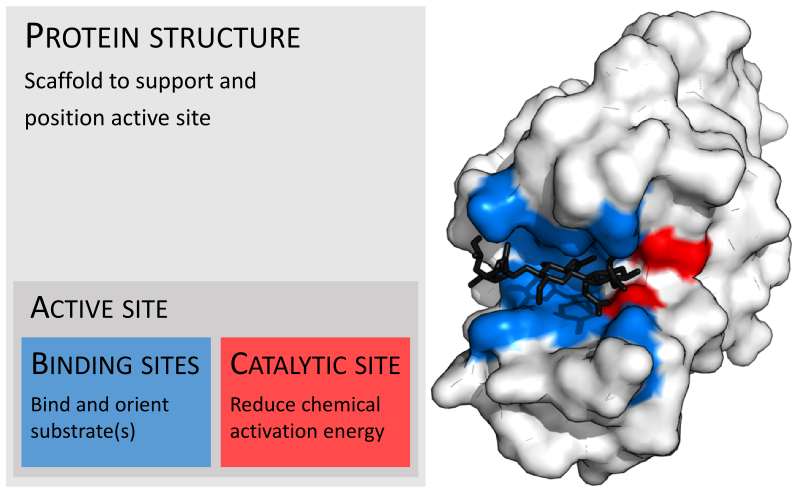 PROTEIN STRUCTURE
Scaffold to support and
position active site
ACTIVE SITE
BINDING SITES
Bind and orient
substrate(s)
CATALYTIC SITE
Reduce chemical
activation energy